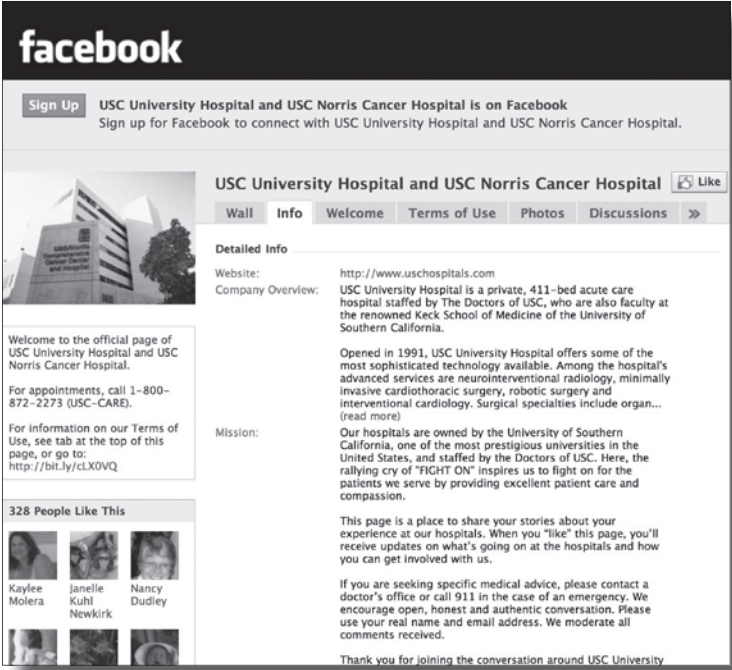 facebook
Sign Up
USC University Hospital and USC Norris Cancer Hospital is on Facebook
Sign up for Facebook to connect with USC University Hospital and USC Norris Cancer Hospital.
USC University Hospital and USC Norris Cancer Hospital
Like
Wall Info Welcome Terms of Use Photos Discussions »
USC/Norris
Comprehensive
Cancer Center
and Hospital
Welcome to the official page of
USC University Hospital and USC
Norris Cancer Hospital.
For appointments, call 1-800-
872-2273 (USC-CARE).
For information on our Terms of
Use, see tab at the top of this
page, or go to:
http://bit.ly/cLX0VQ
328 People Like This
Kaylee
Molera
Janelle
Kuhl
Newkirk
Nancy
Dudley
Detailed Info
Website: http://www.uschospitals.com
Company Overview: USC University Hospital is a private, 411-bed acute care
hospital staffed by The Doctors of USC, who are also faculty at
the renowned Keck School of Medicine of the University of
Southern California.
Opened in 1991, USC University Hospital offers some of the
most sophisticated technology available. Among the hospital's
advanced services are neurointerventional radiology, minimally
invasive cardiothoracic surgery, robotic surgery and
interventional cardiology. Surgical specialties include organ...
(read more)
Mission: Our hospitals are owned by the University of Southern
California, one of the most prestigious universities in the
United States, and staffed by the Doctors of USC. Here, the
rallying cry of "FIGHT ON" inspires us to fight on for the
patients we serve by providing excellent patient care and
compassion.
This page is a place to share your stories about your
experience at our hospitals. When you "like" this page, you'll
receive updates on what's going on at the hospitals and how
you can get involved with us.
If you are seeking specific medical advice, please contact a
doctor's office or call 911 in the case of an emergency. We
encourage open, honest and authentic conversation. Please
use your real name and email address. We moderate all
comments received.
Thank you for joining the conversation around USC University